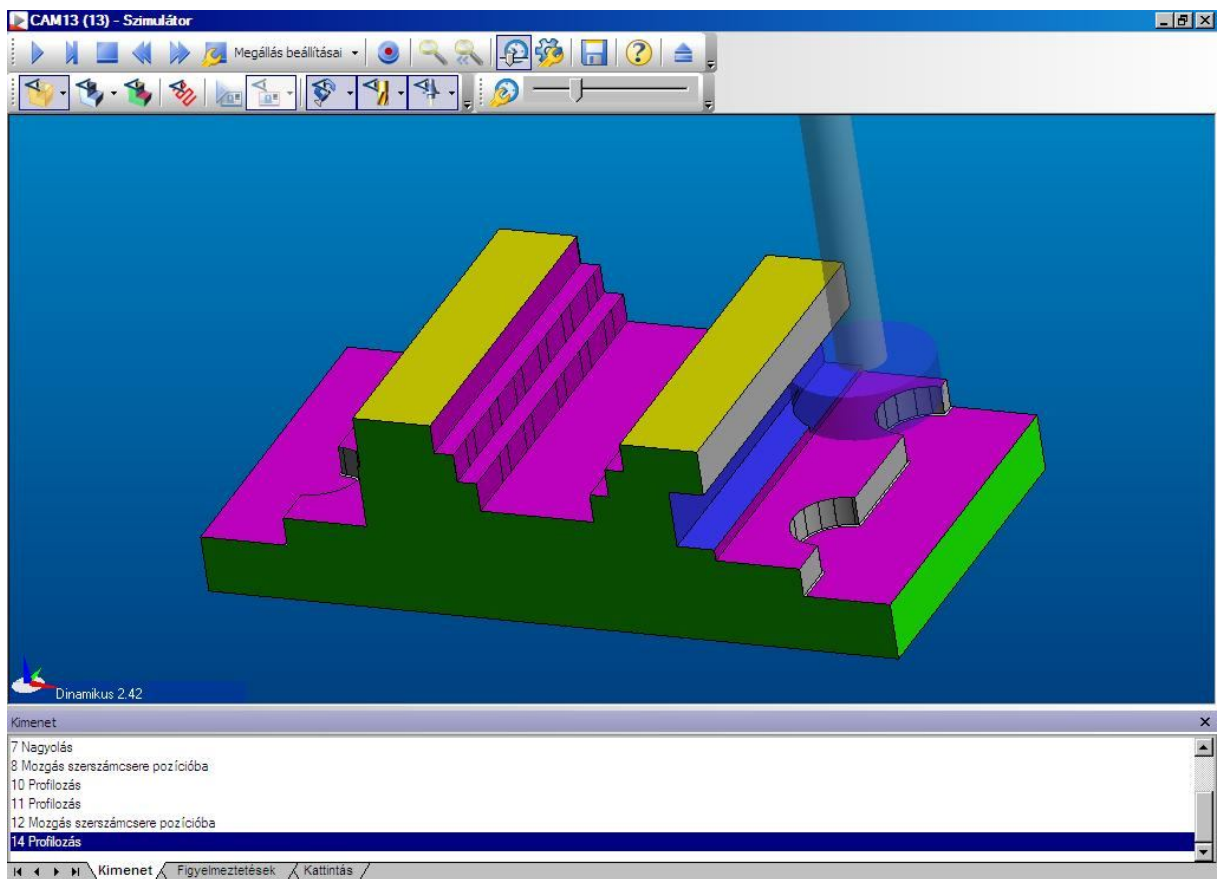 CAM13 (13) - Szimulátor
Megállás beállításai
Dinamikus 2.42
Kimenet
7 Nagyolás
8 Mozgás szerszámcsere pozícióba
10 Profilozás
11 Profilozás
12 Mozgás szerszámcsere pozícióba
14 Profilozás
Kimenet Figyelmeztetések Kattintás